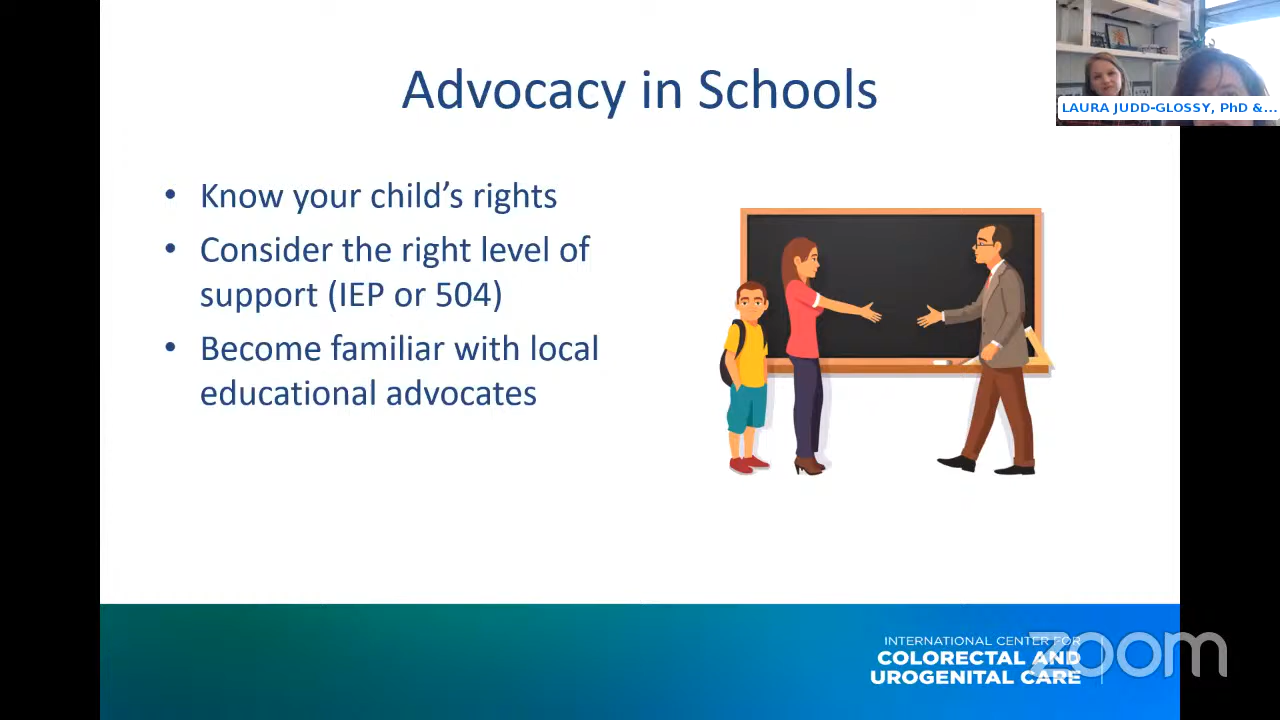 Advocacy in Schools
LAURA JUDD-GLOSSY, PhD &...
• Know your child’s rights
• Consider the right level of
support (IEP or 504)
• Become familiar with local
educational advocates
INTERNATIONAL CENTER FOR
COLORECTAL AND
UROGENITAL CARE
zoom